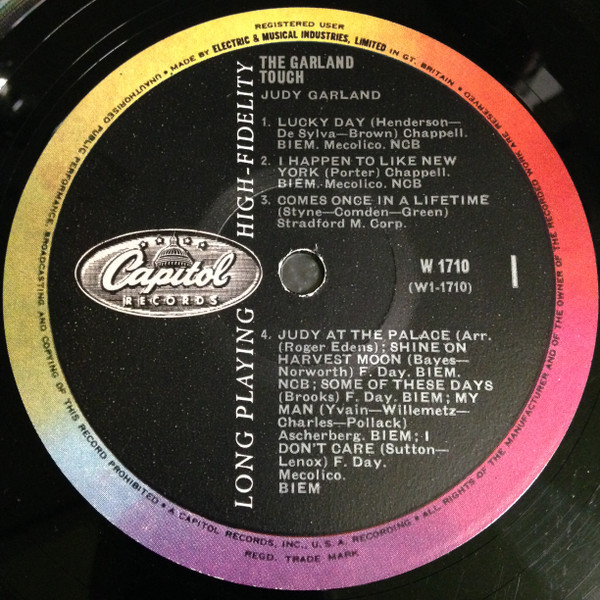 REGISTERED USER
• MADE BY ELECTRIC & MUSICAL INDUSTRIES, LIMITED IN GT. BRITAIN •
ALL RIGHTS OF THE MANUFACTURER AND OF THE OWNER OF THE RECORDED WORK ARE RESERVED
UNAUTHORISED PUBLIC PERFORMANCE, BROADCASTING AND COPYING OF THIS RECORD PROHIBITED •
A CAPITOL RECORDS, INC., U.S.A. RECORDING •
REGD. TRADE MARK
LONG PLAYING HIGH-FIDELITY
Capitol
RECORDS
THE GARLAND
TOUCH
JUDY GARLAND
1. LUCKY DAY (Henderson—
De Sylva—Brown) Chappell.
BIEM. Mecolico. NCB
2. I HAPPEN TO LIKE NEW
YORK (Porter) Chappell.
BIEM. Mecolico. NCB
3. COMES ONCE IN A LIFETIME
(Styne—Comden—Green)
Stradford M. Corp.
W 1710
(W1-1710)
1
4. JUDY AT THE PALACE (Arr.
(Roger Edens); SHINE ON
HARVEST MOON (Bayes—
Norworth) F. Day. BIEM.
NCB; SOME OF THESE DAYS
(Brooks) F. Day. BIEM; MY
MAN (Yvain—Willemetz—
Charles—Pollack)
Ascherberg. BIEM; I
DON'T CARE (Sutton—
Lenox) F. Day.
Mecolico.
BIEM